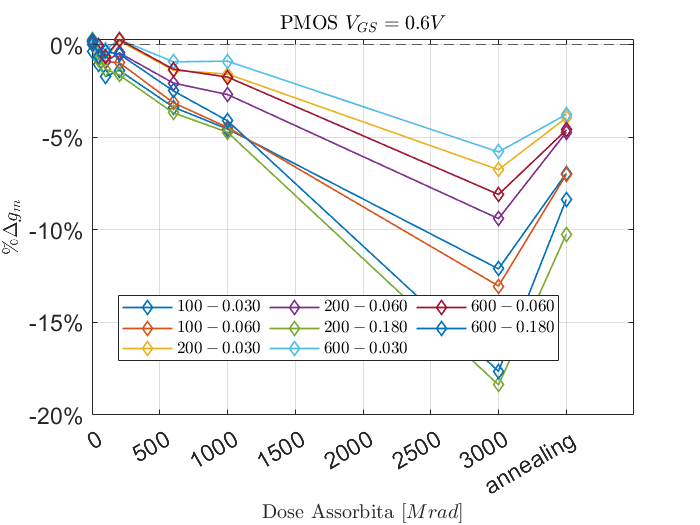 PMOS V_{GS} = 0.6V
0%
-5%
-10%
-15%
-20%
%Δg_m
100 − 0.030 200 − 0.060 600 − 0.060
100 − 0.060 200 − 0.180 600 − 0.180
200 − 0.030 600 − 0.030
0 500 1000 1500 2000 2500 3000 annealing
Dose Assorbita [Mrad]